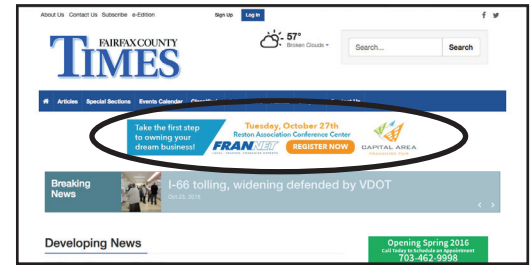 About Us Contact Us Subscribe e-Edition
Sign Up Log In
FAIRFAX COUNTY
TIMES
57°
Broken Clouds
Search...
Search
Articles Special Sections Events Calendar
Take the first step
to owning your
dream business!
FRANNET
Tuesday, October 27th
Reston Association Conference Center
REGISTER NOW
CAPITAL AREA
Breaking
News
I-66 tolling, widening defended by VDOT
Oct 23, 2015
Developing News
Opening Spring 2016
Call Today to Schedule an Appointment
703-462-9998